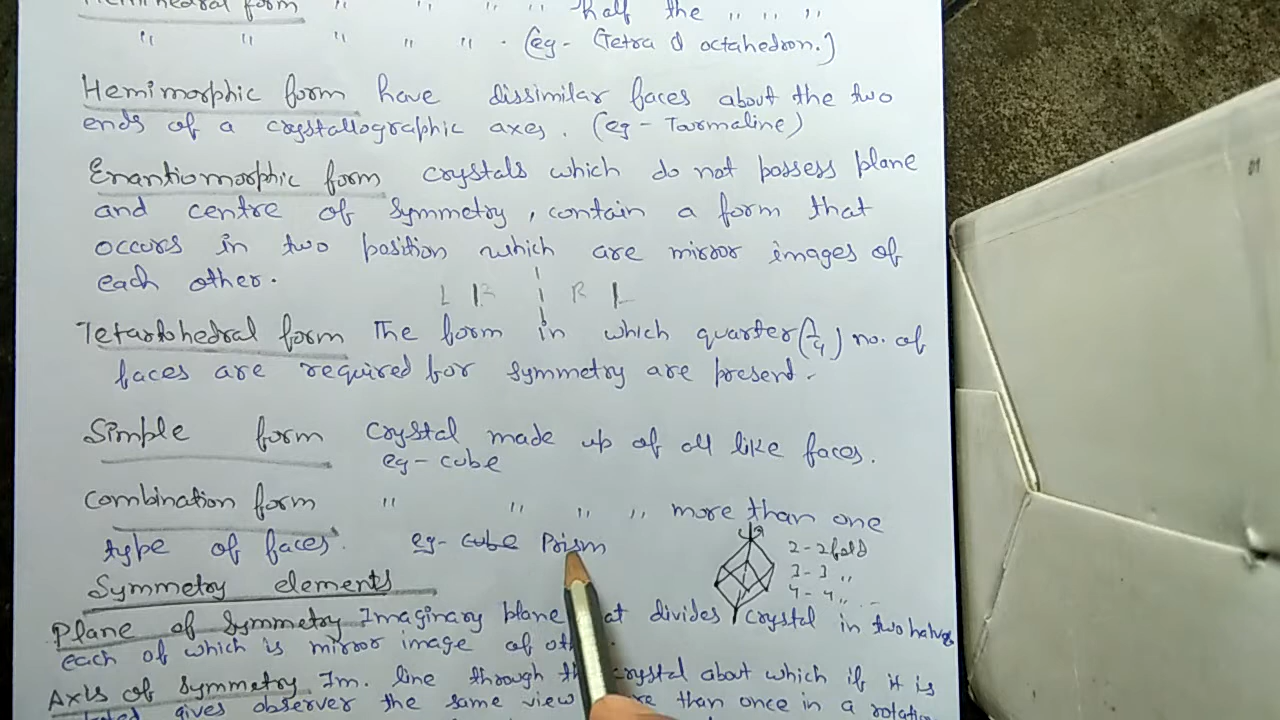 Hemihedral form " " " " half the " " "
" " " " " . (eg - (Tetra d octahedron.)
Hemimorphic form have dissimilar faces about the two
ends of a crystallographic axes. (eg - Tarmaline)
Enantiomorphic form crystals which do not possess plane
and centre of symmetry, contain a form that
occurs in two position which are mirror images of
each other.
L R | R L
Tetartohedral form The form in which quarter (1/4) no. of
faces are required for symmetry are present.
Simple form Crystal made up of all like faces.
eg - cube
Combination form " " " " more than one
type of faces. eg - cube Prism
2 - 2 fold
3 - 3 "
4 - 4 " --
Symmetry elements
Plane of Symmetry Imaginary plane at divides crystal in two halves
each of which is mirror image of
Axis of Symmetry Im. line through crystal about which if it is
gives observer the same view than once in a rotation